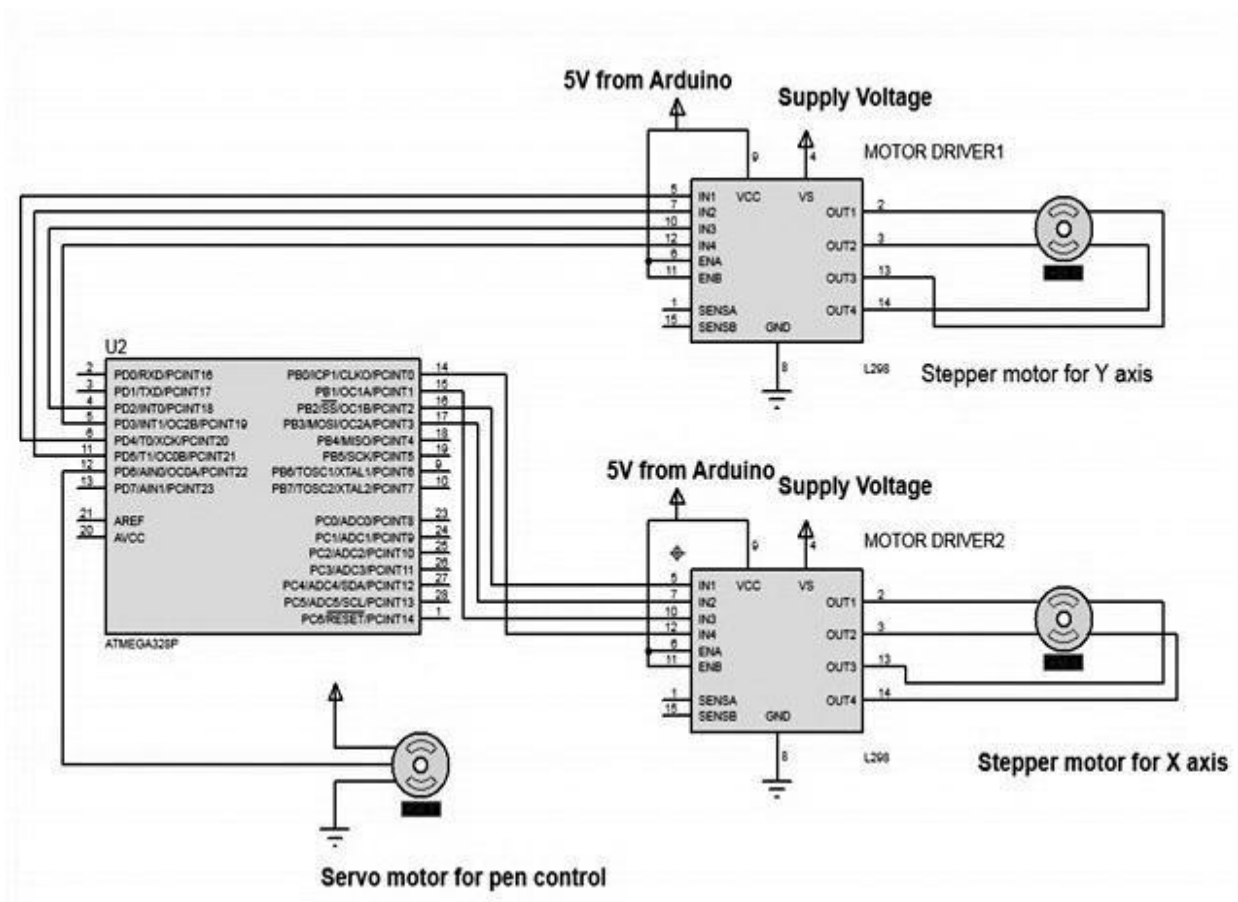 5V from Arduino
Supply Voltage
MOTOR DRIVER1
9
4
5
7
10
12
6
11
1
15
IN1
IN2
IN3
IN4
ENA
ENB
SENSA
SENSB
VCC
VS
GND
OUT1
OUT2
OUT3
OUT4
2
3
13
14
8
L298
Stepper motor for Y axis
U2
2
3
4
5
6
11
12
13
21
20
PD0/RXD/PCINT16
PD1/TXD/PCINT17
PD2/INT0/PCINT18
PD3/INT1/OC2B/PCINT19
PD4/T0/XCK/PCINT20
PD5/T1/OC0B/PCINT21
PD6/AIN0/OC0A/PCINT22
PD7/AIN1/PCINT23
AREF
AVCC
PB0/ICP1/CLKO/PCINT0
PB1/OC1A/PCINT1
PB2/SS/OC1B/PCINT2
PB3/MOSI/OC2A/PCINT3
PB4/MISO/PCINT4
PB5/SCK/PCINT5
PB6/TOSC1/XTAL1/PCINT6
PB7/TOSC2/XTAL2/PCINT7
PC0/ADC0/PCINT8
PC1/ADC1/PCINT9
PC2/ADC2/PCINT10
PC3/ADC3/PCINT11
PC4/ADC4/SDA/PCINT12
PC5/ADC5/SCL/PCINT13
PC6/RESET/PCINT14
14
15
16
17
18
19
9
10
23
24
25
26
27
28
1
ATMEGA328P
5V from Arduino
Supply Voltage
MOTOR DRIVER2
9
4
5
7
10
12
6
11
1
15
IN1
IN2
IN3
IN4
ENA
ENB
SENSA
SENSB
VCC
VS
GND
OUT1
OUT2
OUT3
OUT4
2
3
13
14
8
L298
Stepper motor for X axis
Servo motor for pen control